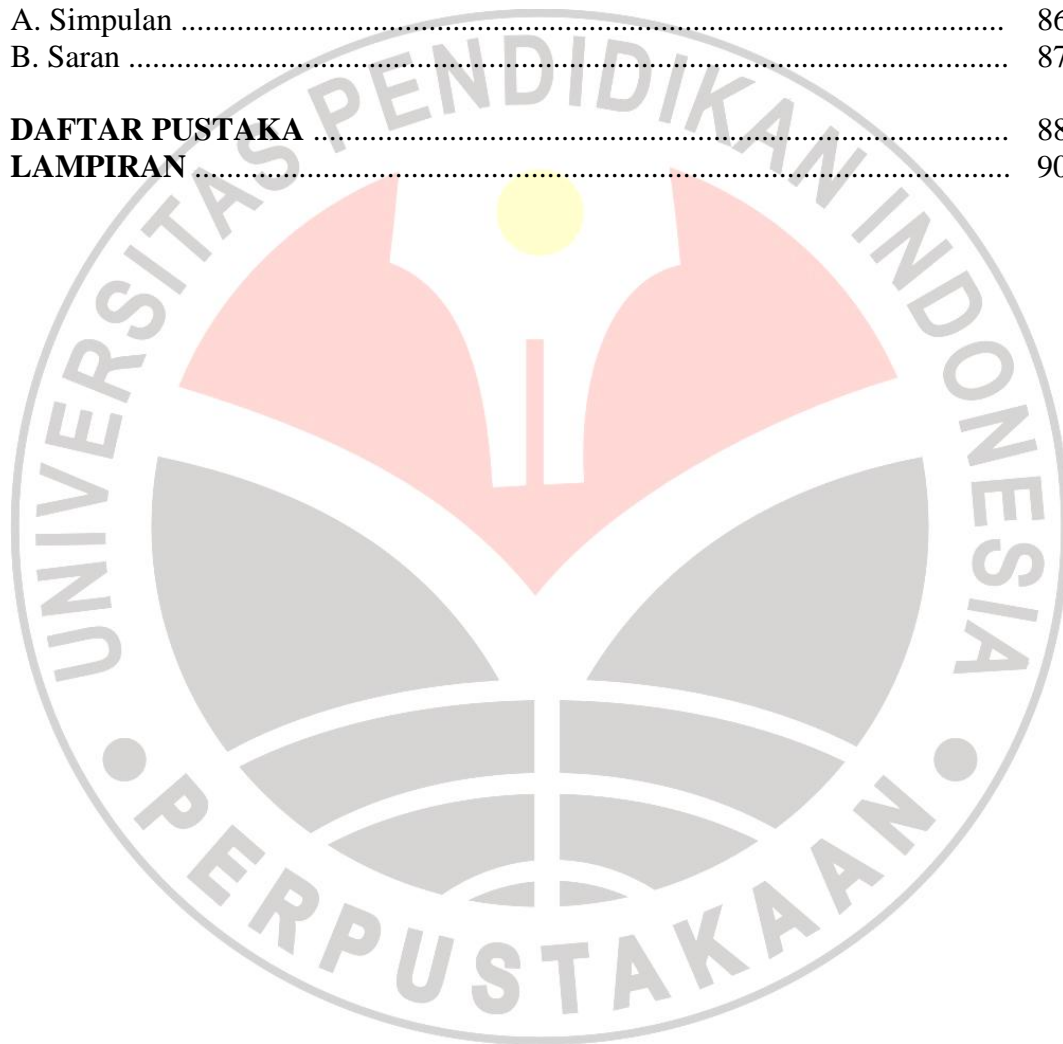 A. Simpulan ........................................................................................................ 86
B. Saran ............................................................................................................... 87
DAFTAR PUSTAKA ........................................................................................ 88
LAMPIRAN ....................................................................................................... 90
UNIVERSITAS PENDIDIKAN INDONESIA
PERPUSTAKAAN